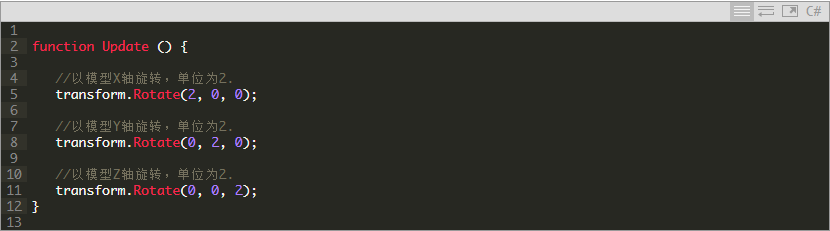 C#
1
2 function Update () {
3
4 //以模型X轴旋转，单位为2.
5 transform.Rotate(2, 0, 0);
6
7 //以模型Y轴旋转，单位为2.
8 transform.Rotate(0, 2, 0);
9
10 //以模型Z轴旋转，单位为2.
11 transform.Rotate(0, 0, 2);
12 }
13